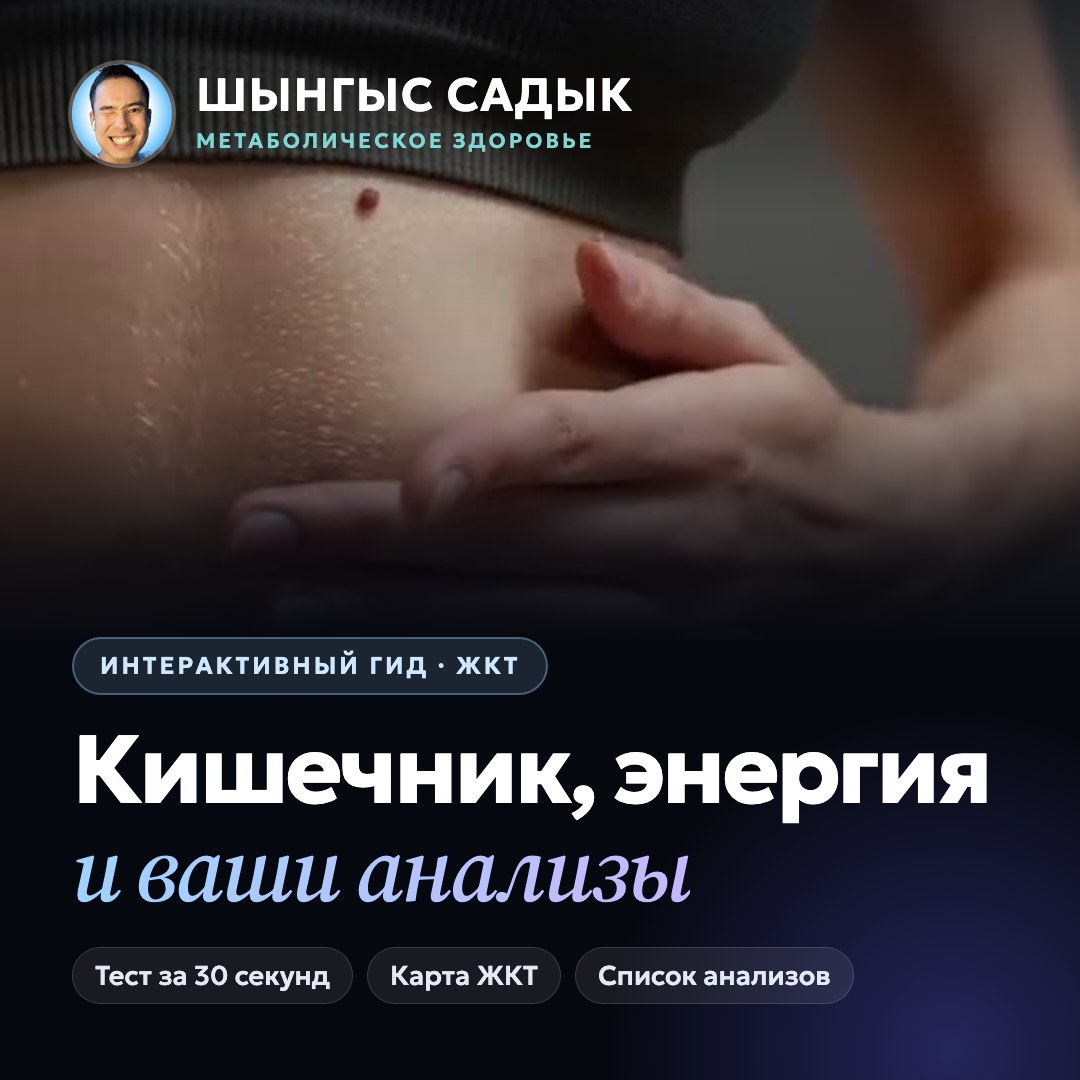 ШЫНГЫС САДЫК
МЕТАБОЛИЧЕСКОЕ ЗДОРОВЬЕ
ИНТЕРАКТИВНЫЙ ГИД · ЖКТ
Кишечник, энергия
и ваши анализы
Тест за 30 секунд
Карта ЖКТ
Список анализов